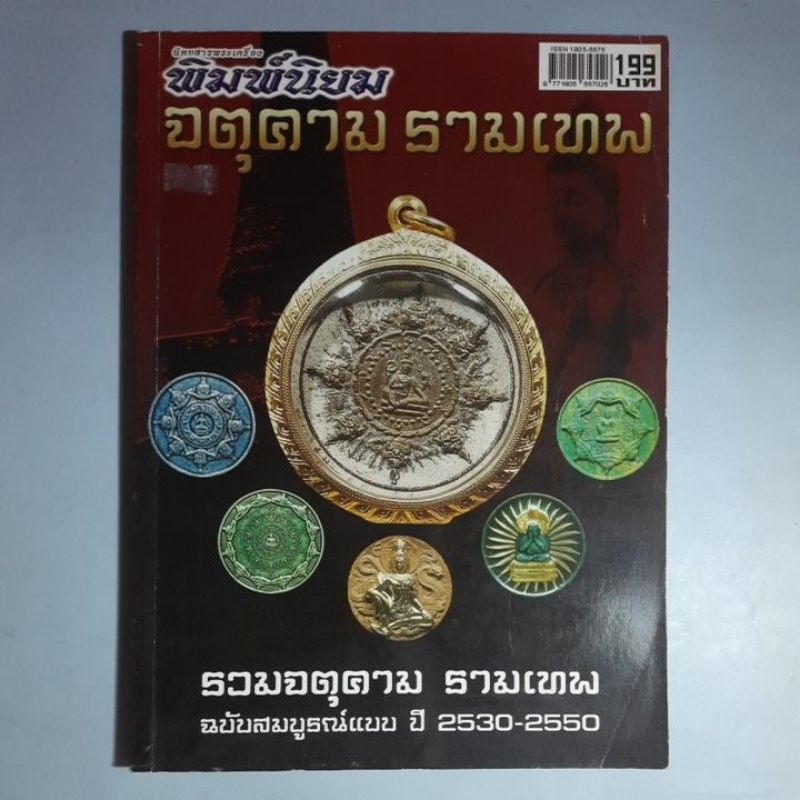 นิตยสารพระเครื่อง
พิมพ์นิยม
จตุคาม รามเทพ
ISSN 1905-6676
199
บาท
รวมจตุคาม รามเทพ
ฉบับสมบูรณ์แบบ ปี 2530-2550